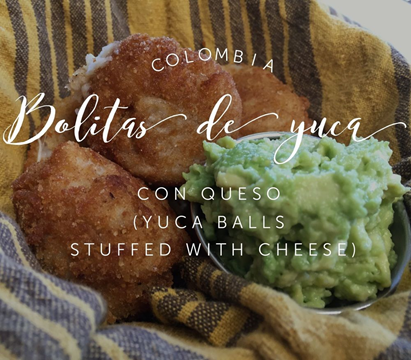 COLOMBIA
Bolitas de yuca
CON QUESO
(YUCA BALLS
STUFFED WITH CHEESE)